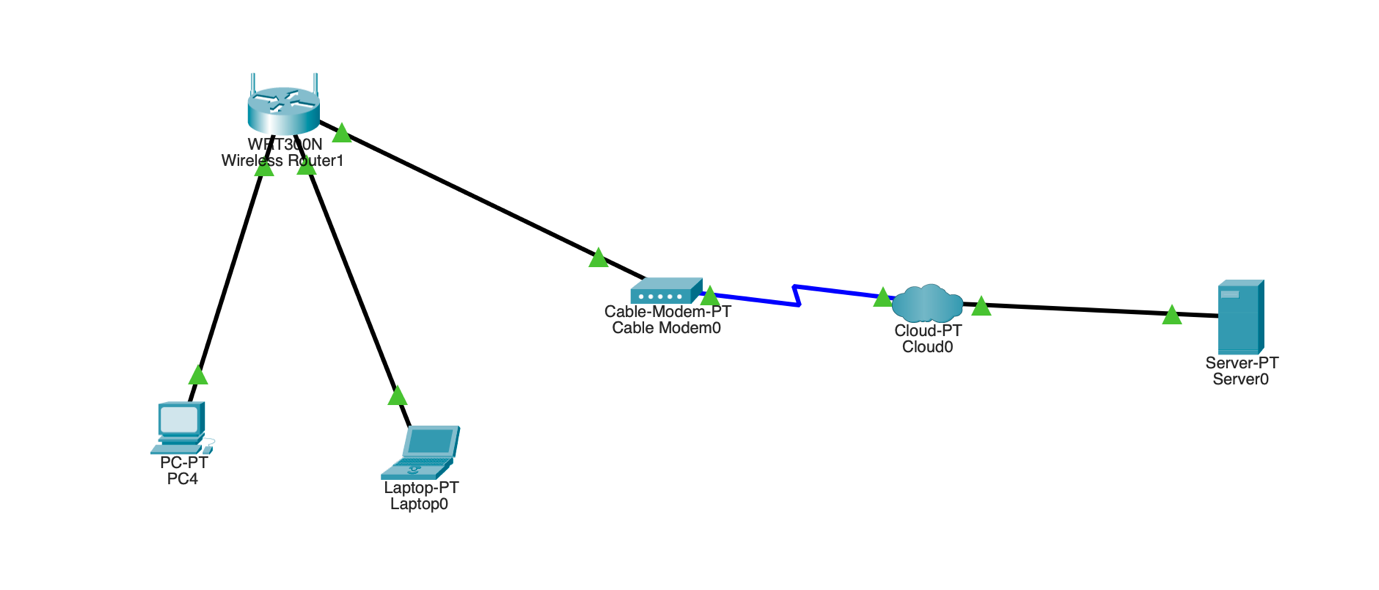 WRT300N
Wireless Router1
Cable-Modem-PT
Cable Modem0
Cloud-PT
Cloud0
Server-PT
Server0
PC-PT
PC4
Laptop-PT
Laptop0